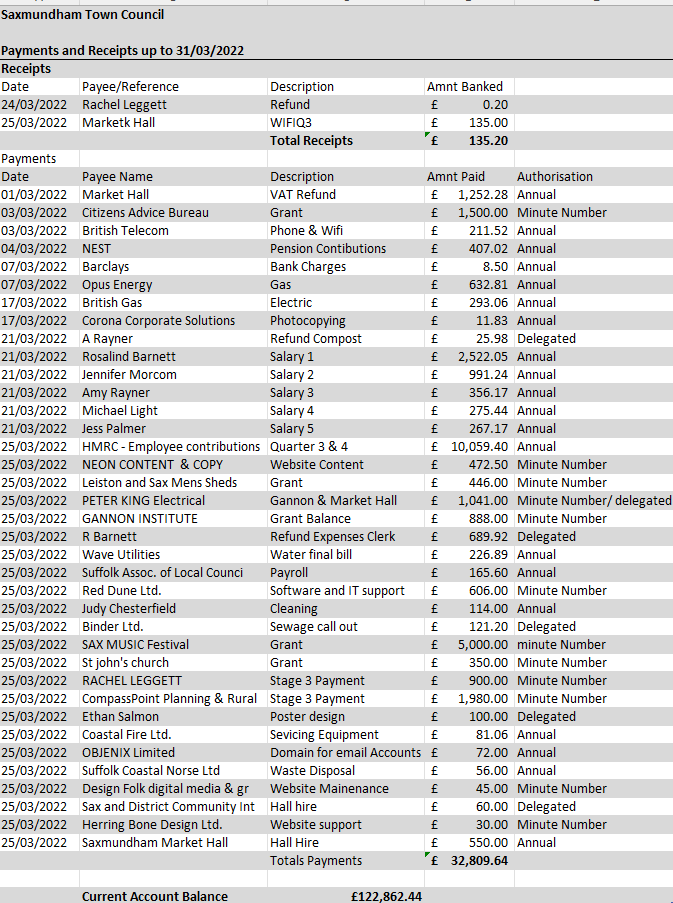 Saxmundham Town Council
Payments and Receipts up to 31/03/2022
Receipts
Date Payee/Reference Description Amnt Banked
24/03/2022 Rachel Leggett Refund £ 0.20
25/03/2022 Marketk Hall WIFIQ3 £ 135.00
Total Receipts £ 135.20
Payments
Date Payee Name Description Amnt Paid Authorisation
01/03/2022 Market Hall VAT Refund £ 1,252.28 Annual
03/03/2022 Citizens Advice Bureau Grant £ 1,500.00 Minute Number
03/03/2022 British Telecom Phone & Wifi £ 211.52 Annual
04/03/2022 NEST Pension Contibutions £ 407.02 Annual
07/03/2022 Barclays Bank Charges £ 8.50 Annual
07/03/2022 Opus Energy Gas £ 632.81 Annual
17/03/2022 British Gas Electric £ 293.06 Annual
17/03/2022 Corona Corporate Solutions Photocopying £ 11.83 Annual
21/03/2022 A Rayner Refund Compost £ 25.98 Delegated
21/03/2022 Rosalind Barnett Salary 1 £ 2,522.05 Annual
21/03/2022 Jennifer Morcom Salary 2 £ 991.24 Annual
21/03/2022 Amy Rayner Salary 3 £ 356.17 Annual
21/03/2022 Michael Light Salary 4 £ 275.44 Annual
21/03/2022 Jess Palmer Salary 5 £ 267.17 Annual
25/03/2022 HMRC - Employee contributions Quarter 3 & 4 £ 10,059.40 Annual
25/03/2022 NEON CONTENT & COPY Website Content £ 472.50 Minute Number
25/03/2022 Leiston and Sax Mens Sheds Grant £ 446.00 Minute Number
25/03/2022 PETER KING Electrical Gannon & Market Hall £ 1,041.00 Minute Number/ delegated
25/03/2022 GANNON INSTITUTE Grant Balance £ 888.00 Minute Number
25/03/2022 R Barnett Refund Expenses Clerk £ 689.92 Delegated
25/03/2022 Wave Utilities Water final bill £ 226.89 Annual
25/03/2022 Suffolk Assoc. of Local Counci Payroll £ 165.60 Annual
25/03/2022 Red Dune Ltd. Software and IT support £ 606.00 Minute Number
25/03/2022 Judy Chesterfield Cleaning £ 114.00 Annual
25/03/2022 Binder Ltd. Sewage call out £ 121.20 Delegated
25/03/2022 SAX MUSIC Festival Grant £ 5,000.00 minute Number
25/03/2022 St john's church Grant £ 350.00 Minute Number
25/03/2022 RACHEL LEGGETT Stage 3 Payment £ 900.00 Minute Number
25/03/2022 CompassPoint Planning & Rural Stage 3 Payment £ 1,980.00 Minute Number
25/03/2022 Ethan Salmon Poster design £ 100.00 Delegated
25/03/2022 Coastal Fire Ltd. Sevicing Equipment £ 81.06 Annual
25/03/2022 OBJENIX Limited Domain for email Accounts £ 72.00 Annual
25/03/2022 Suffolk Coastal Norse Ltd Waste Disposal £ 56.00 Annual
25/03/2022 Design Folk digital media & gr Website Mainenance £ 45.00 Minute Number
25/03/2022 Sax and District Community Int Hall hire £ 60.00 Delegated
25/03/2022 Herring Bone Design Ltd. Website support £ 30.00 Minute Number
25/03/2022 Saxmundham Market Hall Hall Hire £ 550.00 Annual
Totals Payments £ 32,809.64
Current Account Balance £122,862.44